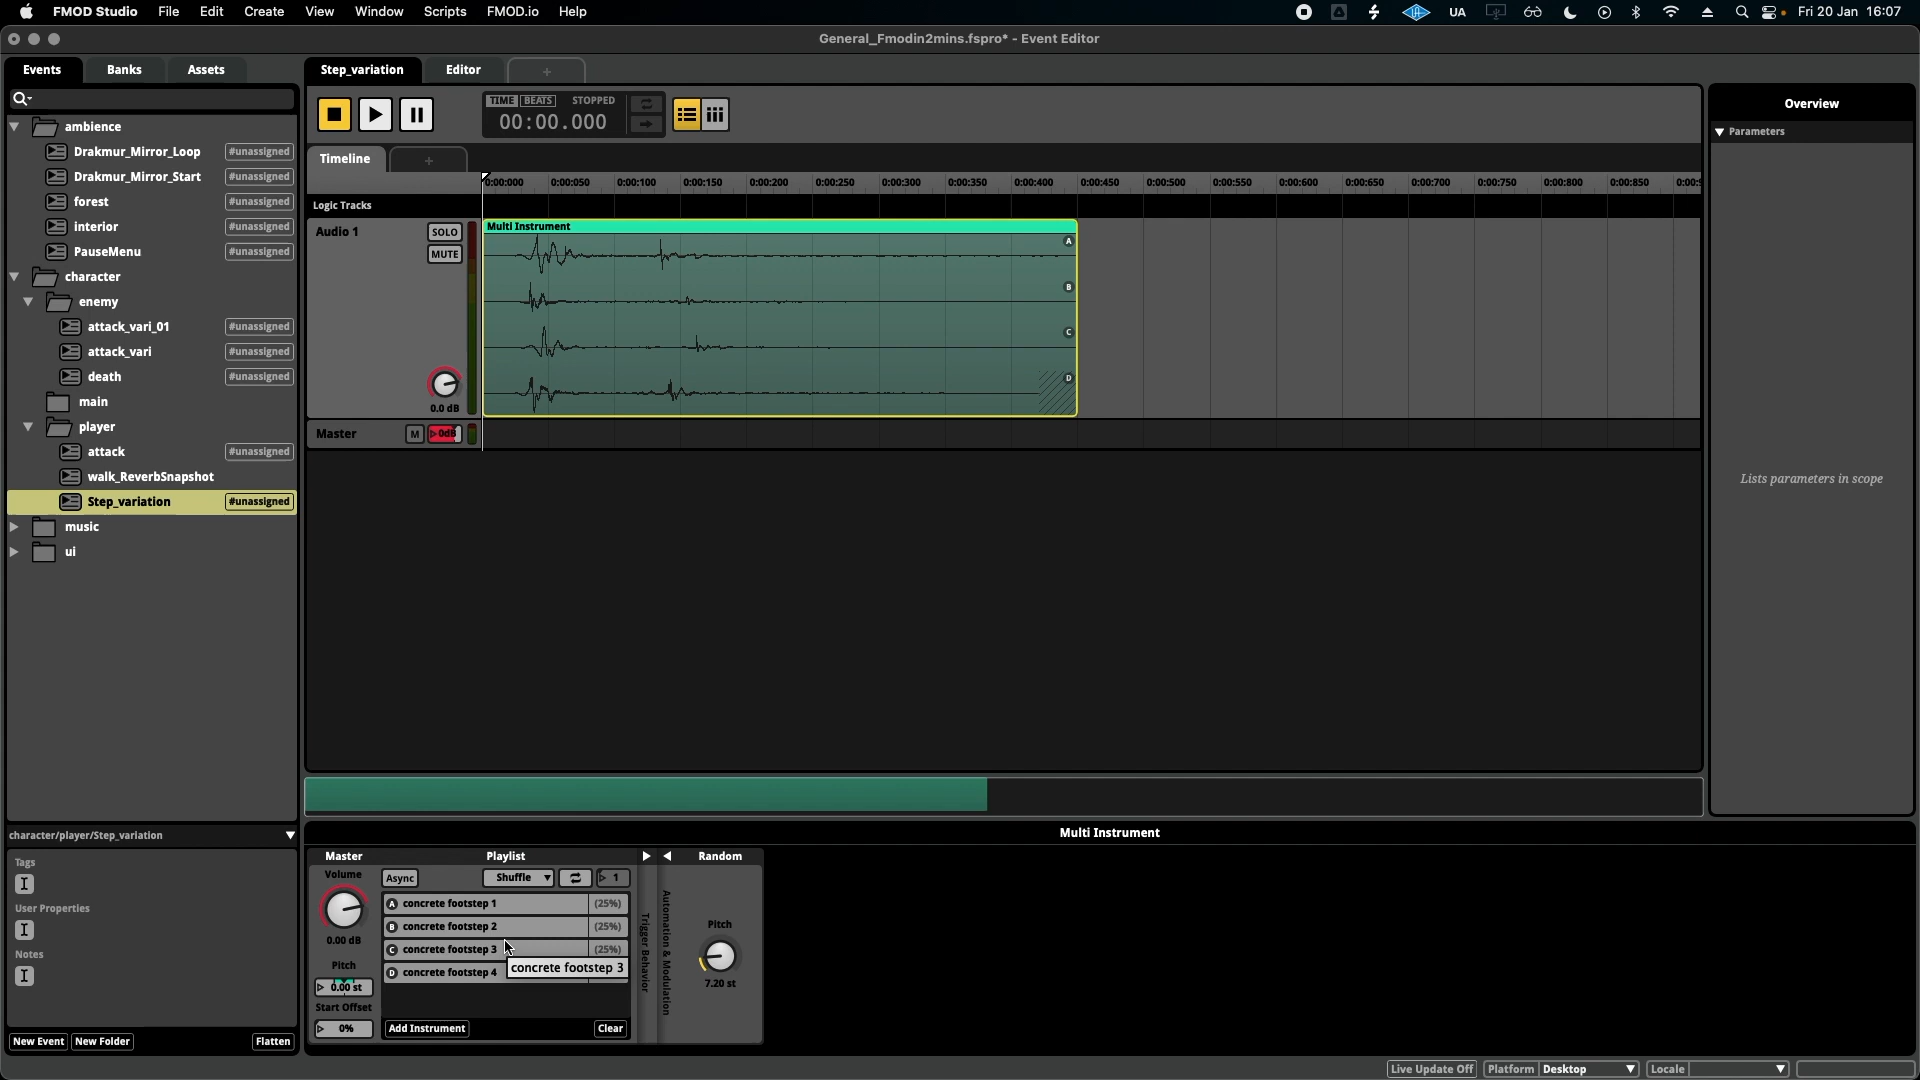 FMOD Studio File Edit Create View Window Scripts FMOD.io Help UA Fri 20 Jan 16:07
General_Fmodin2mins.fspro* - Event Editor
Events Banks Assets
Step_variation Editor +
Overview
Parameters
Lists parameters in scope
ambience
Drakmur_Mirror_Loop #unassigned
Drakmur_Mirror_Start #unassigned
forest #unassigned
interior #unassigned
PauseMenu #unassigned
character
enemy
attack_vari_01 #unassigned
attack_vari #unassigned
death #unassigned
main
player
attack #unassigned
walk_ReverbSnapshot
Step_variation #unassigned
music
ui
TIME BEATS STOPPED
00:00.000
Timeline +
0:00:000 0:00:050 0:00:100 0:00:150 0:00:200 0:00:250 0:00:300 0:00:350 0:00:400 0:00:450 0:00:500 0:00:550 0:00:600 0:00:650 0:00:700 0:00:750 0:00:800 0:00:850
Logic Tracks
Audio 1 SOLO
MUTE
0.0 dB
Multi Instrument
A
B
C
D
Master M 0dB
character/player/Step_variation
Tags
User Properties
Notes
New Event New Folder Flatten
Multi Instrument
Master Playlist Random
Volume
0.00 dB
Pitch
0.00 st
Start Offset
0%
Async Shuffle 1
A concrete footstep 1 (25%)
B concrete footstep 2 (25%)
C concrete footstep 3 (25%)
D concrete footstep 4
concrete footstep 3
Add Instrument Clear
Trigger Behavior
Automation & Modulation
Pitch
7.20 st
Live Update Off Platform Desktop Locale